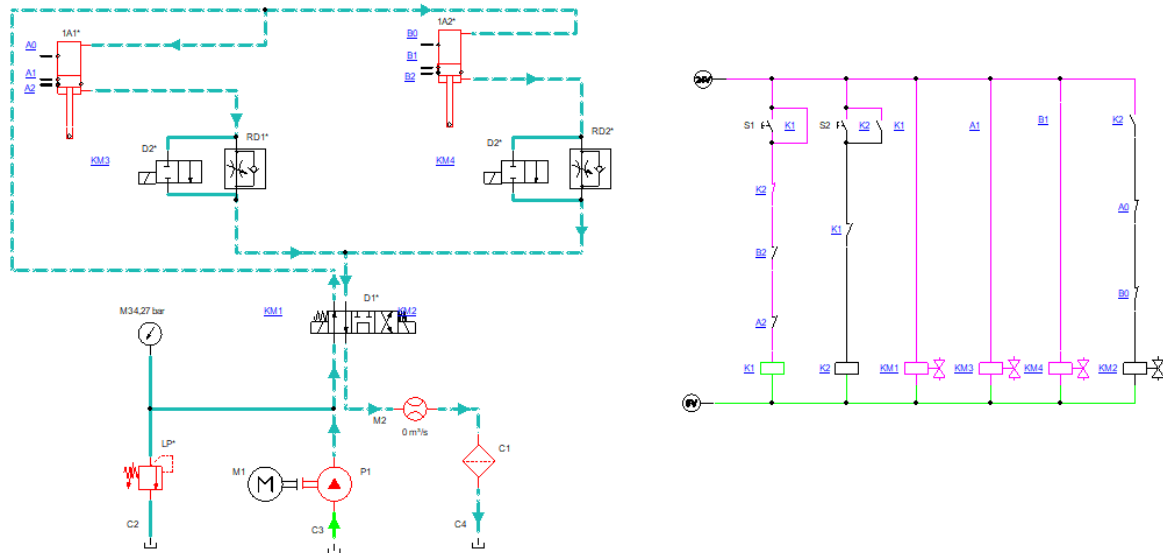 1A1*
A0
A1
A2
1A2*
B0
B1
B2
RD1*
D2*
KM3
RD2*
D2*
KM4
KM1
D1*
KM2
M34,27 bar
M2
0 m³/s
C1
LP*
M1
M
P1
C2
C3
C4
24V
S1
K1
S2
K2
K1
A1
B1
K2
K2
K1
A0
B2
B0
A2
K1
K2
KM1
KM3
KM4
KM2
0V